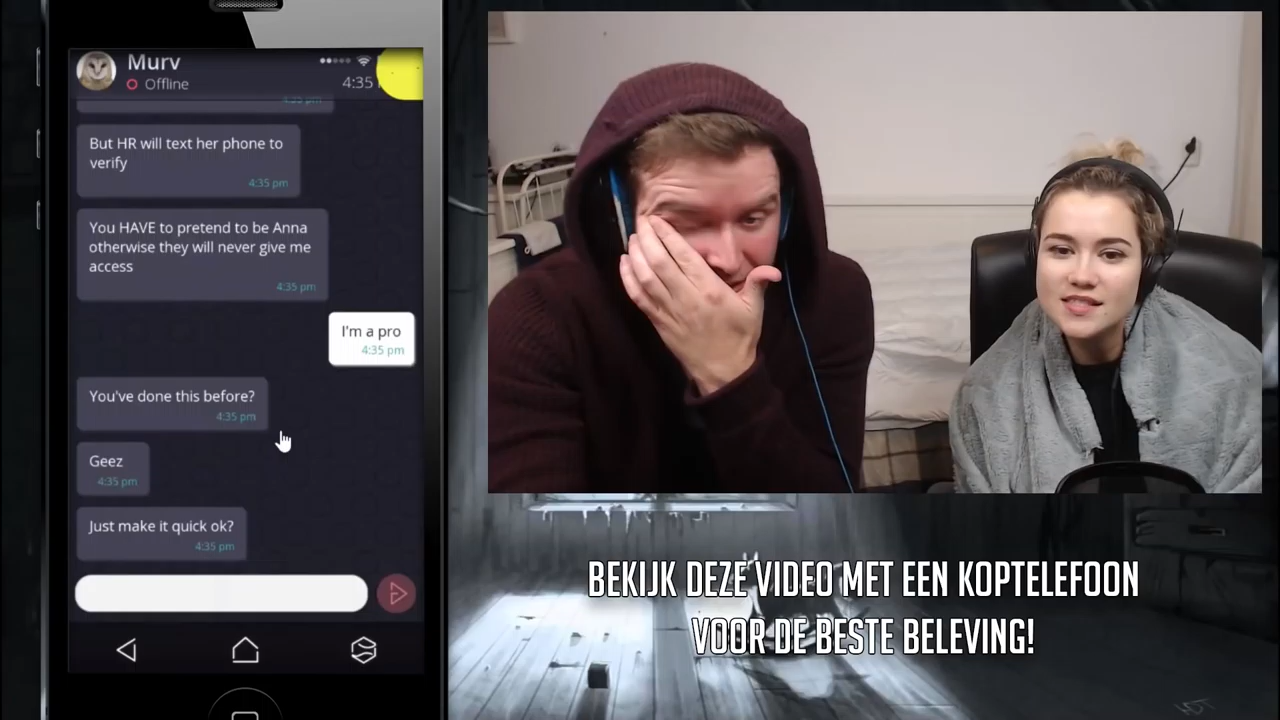 Murv
Offline
4:35
4:35 pm
But HR will text her phone to
verify
4:35 pm
You HAVE to pretend to be Anna
otherwise they will never give me
access
4:35 pm
I'm a pro
4:35 pm
You've done this before?
4:35 pm
Geez
4:35 pm
Just make it quick ok?
4:35 pm
BEKIJK DEZE VIDEO MET EEN KOPTELEFOON
VOOR DE BESTE BELEVING!